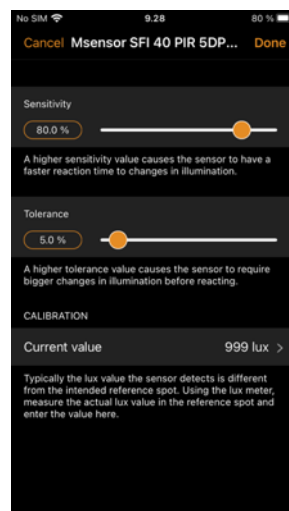 No SIM 9.28 80 %
Cancel Msensor SFI 40 PIR 5DP... Done
Sensitivity
80.0 %
A higher sensitivity value causes the sensor to have a
faster reaction time to changes in illumination.
Tolerance
5.0 %
A higher tolerance value causes the sensor to require
bigger changes in illumination before reacting.
CALIBRATION
Current value 999 lux >
Typically the lux value the sensor detects is different
from the intended reference spot. Using the lux meter,
measure the actual lux value in the reference spot and
enter the value here.